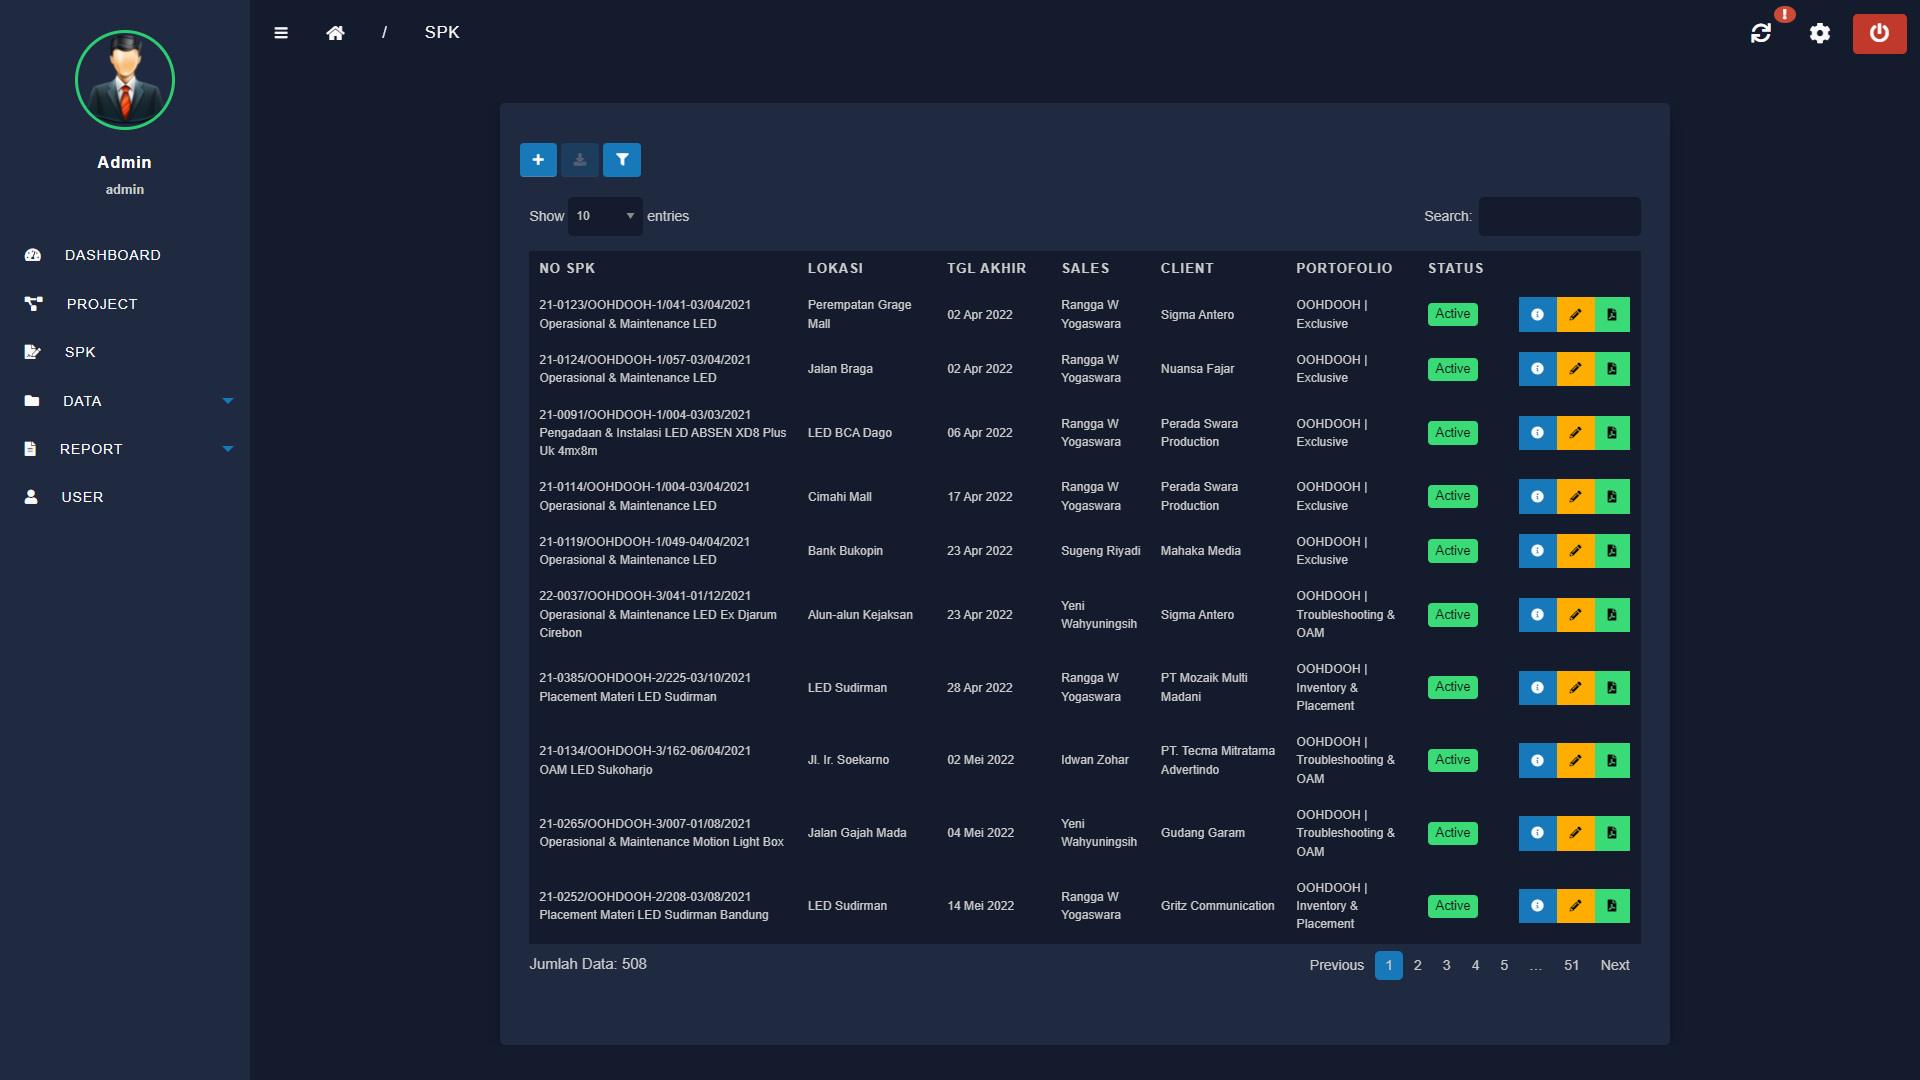 SPK
/
!
Admin
admin
DASHBOARD
PROJECT
SPK
DATA
REPORT
USER
Show 10 entries
Search:
NO SPK LOKASI TGL AKHIR SALES CLIENT PORTOFOLIO STATUS
21-0123/OOHDOOH-1/041-03/04/2021
Operasional & Maintenance LED
Perempatan Grage
Mall
02 Apr 2022
Rangga W
Yogaswara
Sigma Antero
OOHDOOH |
Exclusive
Active
21-0124/OOHDOOH-1/057-03/04/2021
Operasional & Maintenance LED
Jalan Braga
02 Apr 2022
Rangga W
Yogaswara
Nuansa Fajar
OOHDOOH |
Exclusive
Active
21-0091/OOHDOOH-1/004-03/03/2021
Pengadaan & Instalasi LED ABSEN XD8 Plus
Uk 4mx8m
LED BCA Dago
06 Apr 2022
Rangga W
Yogaswara
Perada Swara
Production
OOHDOOH |
Exclusive
Active
21-0114/OOHDOOH-1/004-03/04/2021
Operasional & Maintenance LED
Cimahi Mall
17 Apr 2022
Rangga W
Yogaswara
Perada Swara
Production
OOHDOOH |
Exclusive
Active
21-0119/OOHDOOH-1/049-04/04/2021
Operasional & Maintenance LED
Bank Bukopin
23 Apr 2022
Sugeng Riyadi
Mahaka Media
OOHDOOH |
Exclusive
Active
22-0037/OOHDOOH-3/041-01/12/2021
Operasional & Maintenance LED Ex Djarum
Cirebon
Alun-alun Kejaksan
23 Apr 2022
Yeni
Wahyuningsih
Sigma Antero
OOHDOOH |
Troubleshooting &
OAM
Active
21-0385/OOHDOOH-2/225-03/10/2021
Placement Materi LED Sudirman
LED Sudirman
28 Apr 2022
Rangga W
Yogaswara
PT Mozaik Multi
Madani
OOHDOOH |
Inventory &
Placement
Active
21-0134/OOHDOOH-3/162-06/04/2021
OAM LED Sukoharjo
Jl. Ir. Soekarno
02 Mei 2022
Idwan Zohar
PT. Tecma Mitratama
Advertindo
OOHDOOH |
Troubleshooting &
OAM
Active
21-0265/OOHDOOH-3/007-01/08/2021
Operasional & Maintenance Motion Light Box
Jalan Gajah Mada
04 Mei 2022
Yeni
Wahyuningsih
Gudang Garam
OOHDOOH |
Troubleshooting &
OAM
Active
21-0252/OOHDOOH-2/208-03/08/2021
Placement Materi LED Sudirman Bandung
LED Sudirman
14 Mei 2022
Rangga W
Yogaswara
Gritz Communication
OOHDOOH |
Inventory &
Placement
Active
Jumlah Data: 508
Previous 1 2 3 4 5 … 51 Next